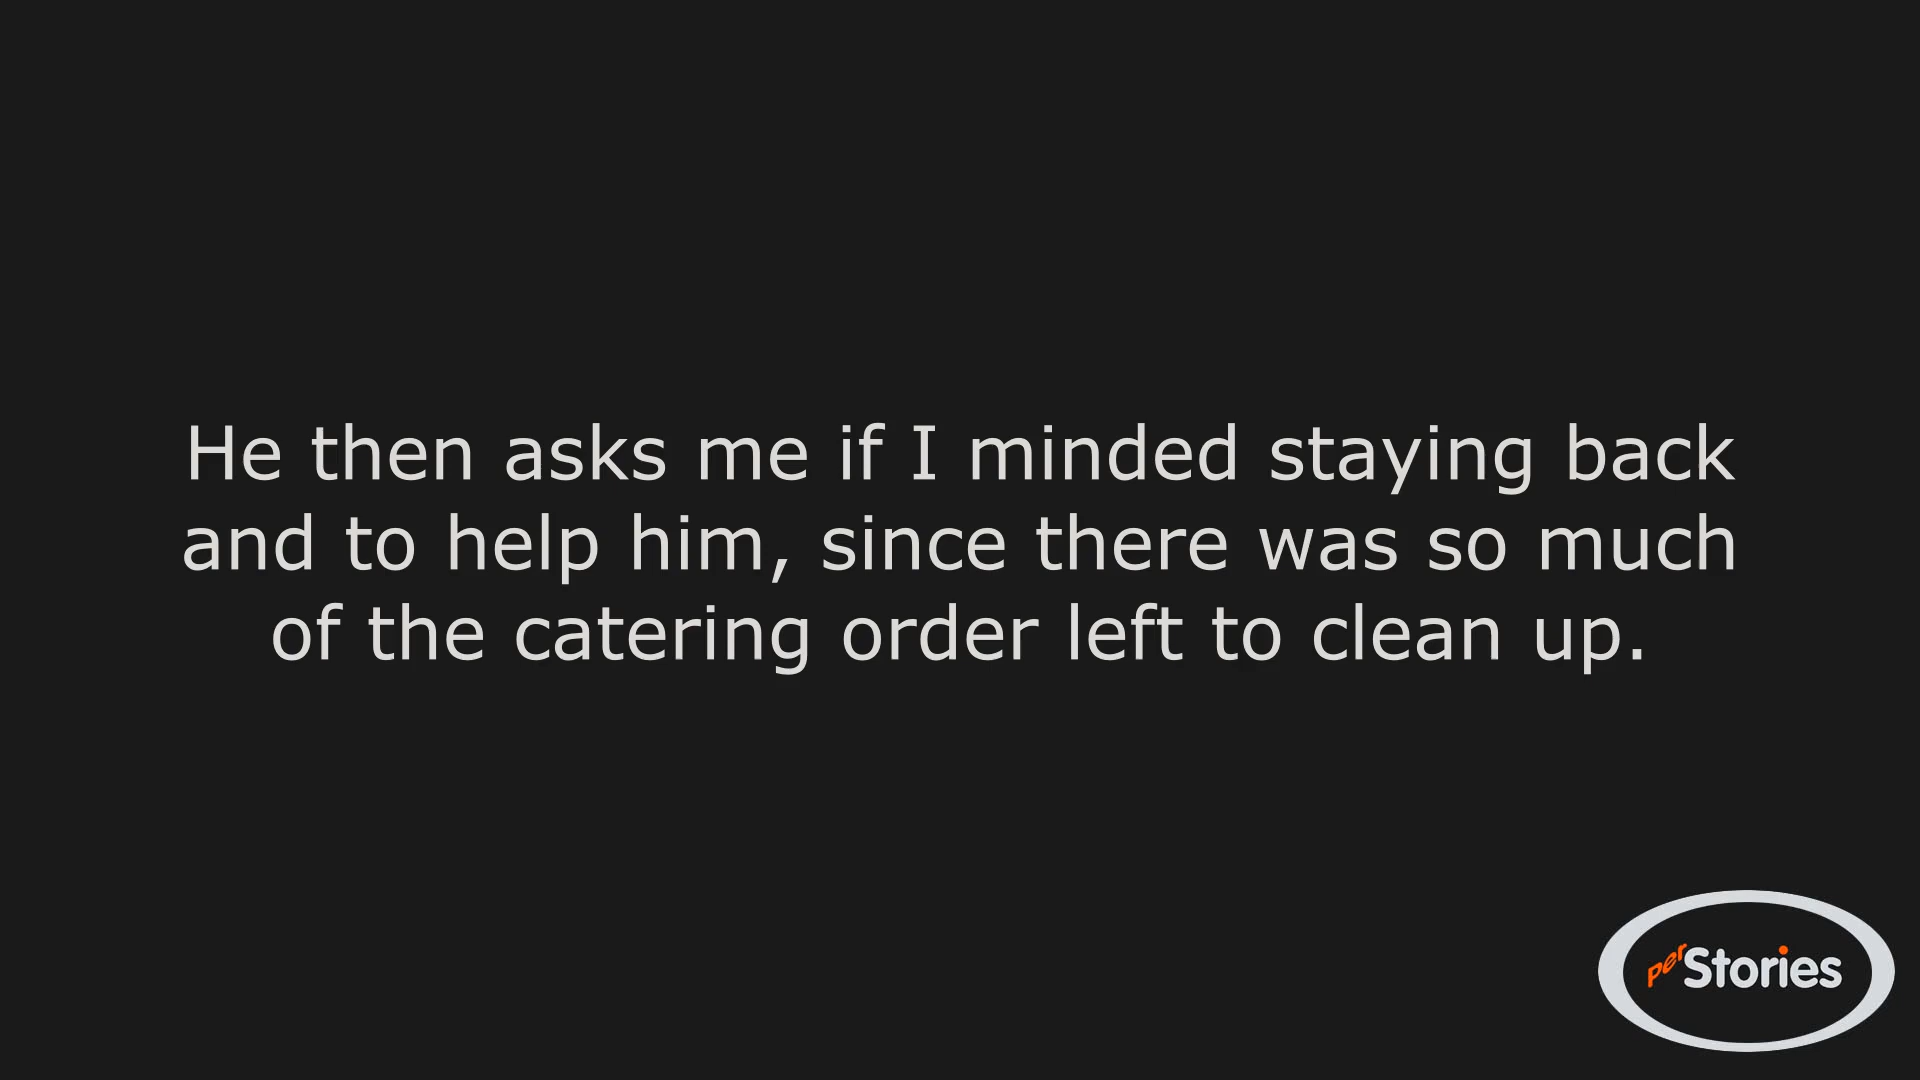 He then asks me if I minded staying back
and to help him, since there was so much
of the catering order left to clean up.
perStories